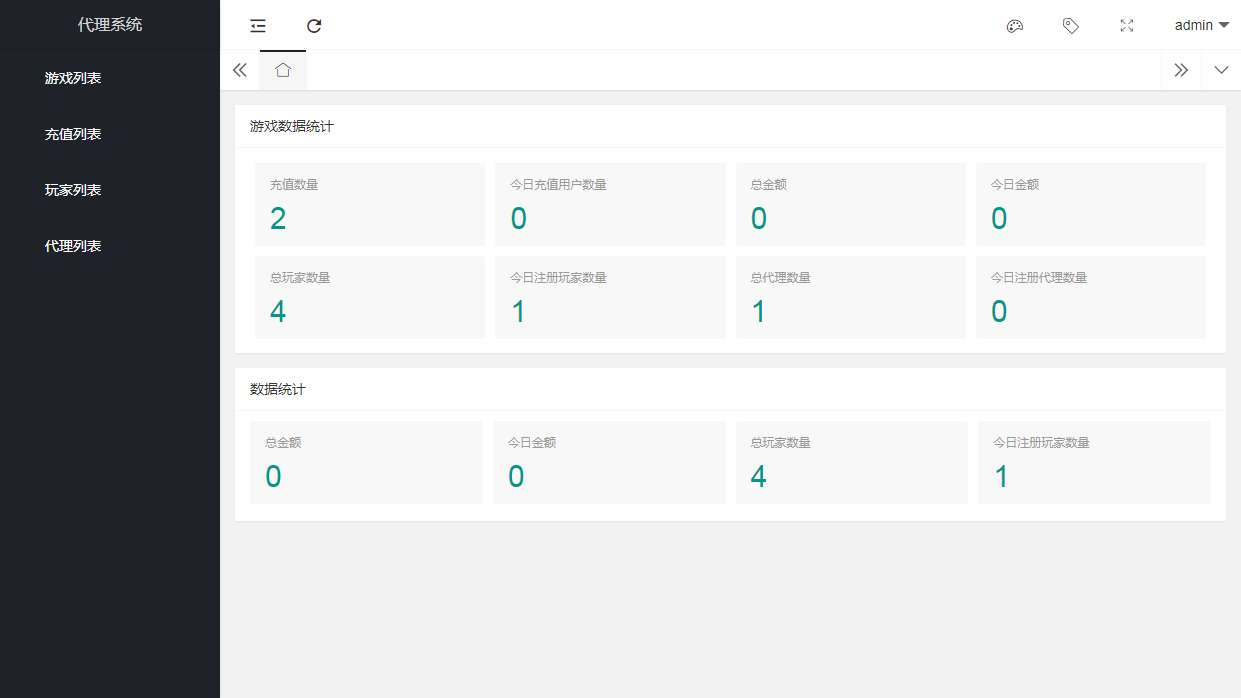 代理系统
admin
游戏列表
充值列表
玩家列表
代理列表
游戏数据统计
充值数量
2
今日充值用户数量
0
总金额
0
今日金额
0
总玩家数量
4
今日注册玩家数量
1
总代理数量
1
今日注册代理数量
0
数据统计
总金额
0
今日金额
0
总玩家数量
4
今日注册玩家数量
1